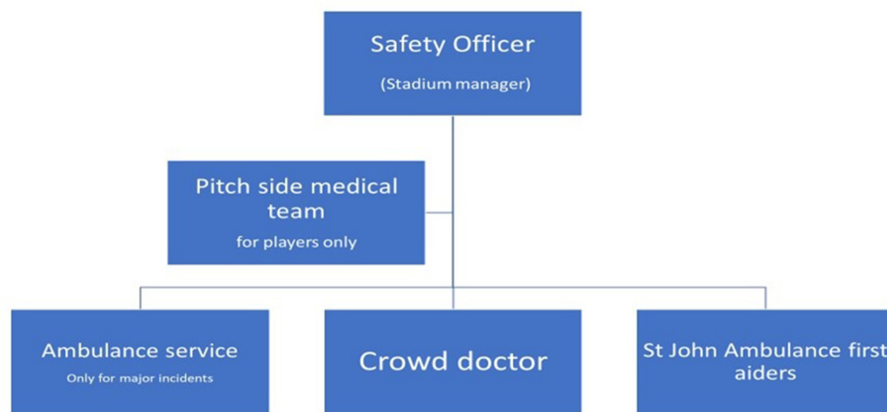 Safety Officer
(Stadium manager)
Pitch side medical
team
for players only
Ambulance service
Only for major incidents
Crowd doctor
St John Ambulance first
aiders